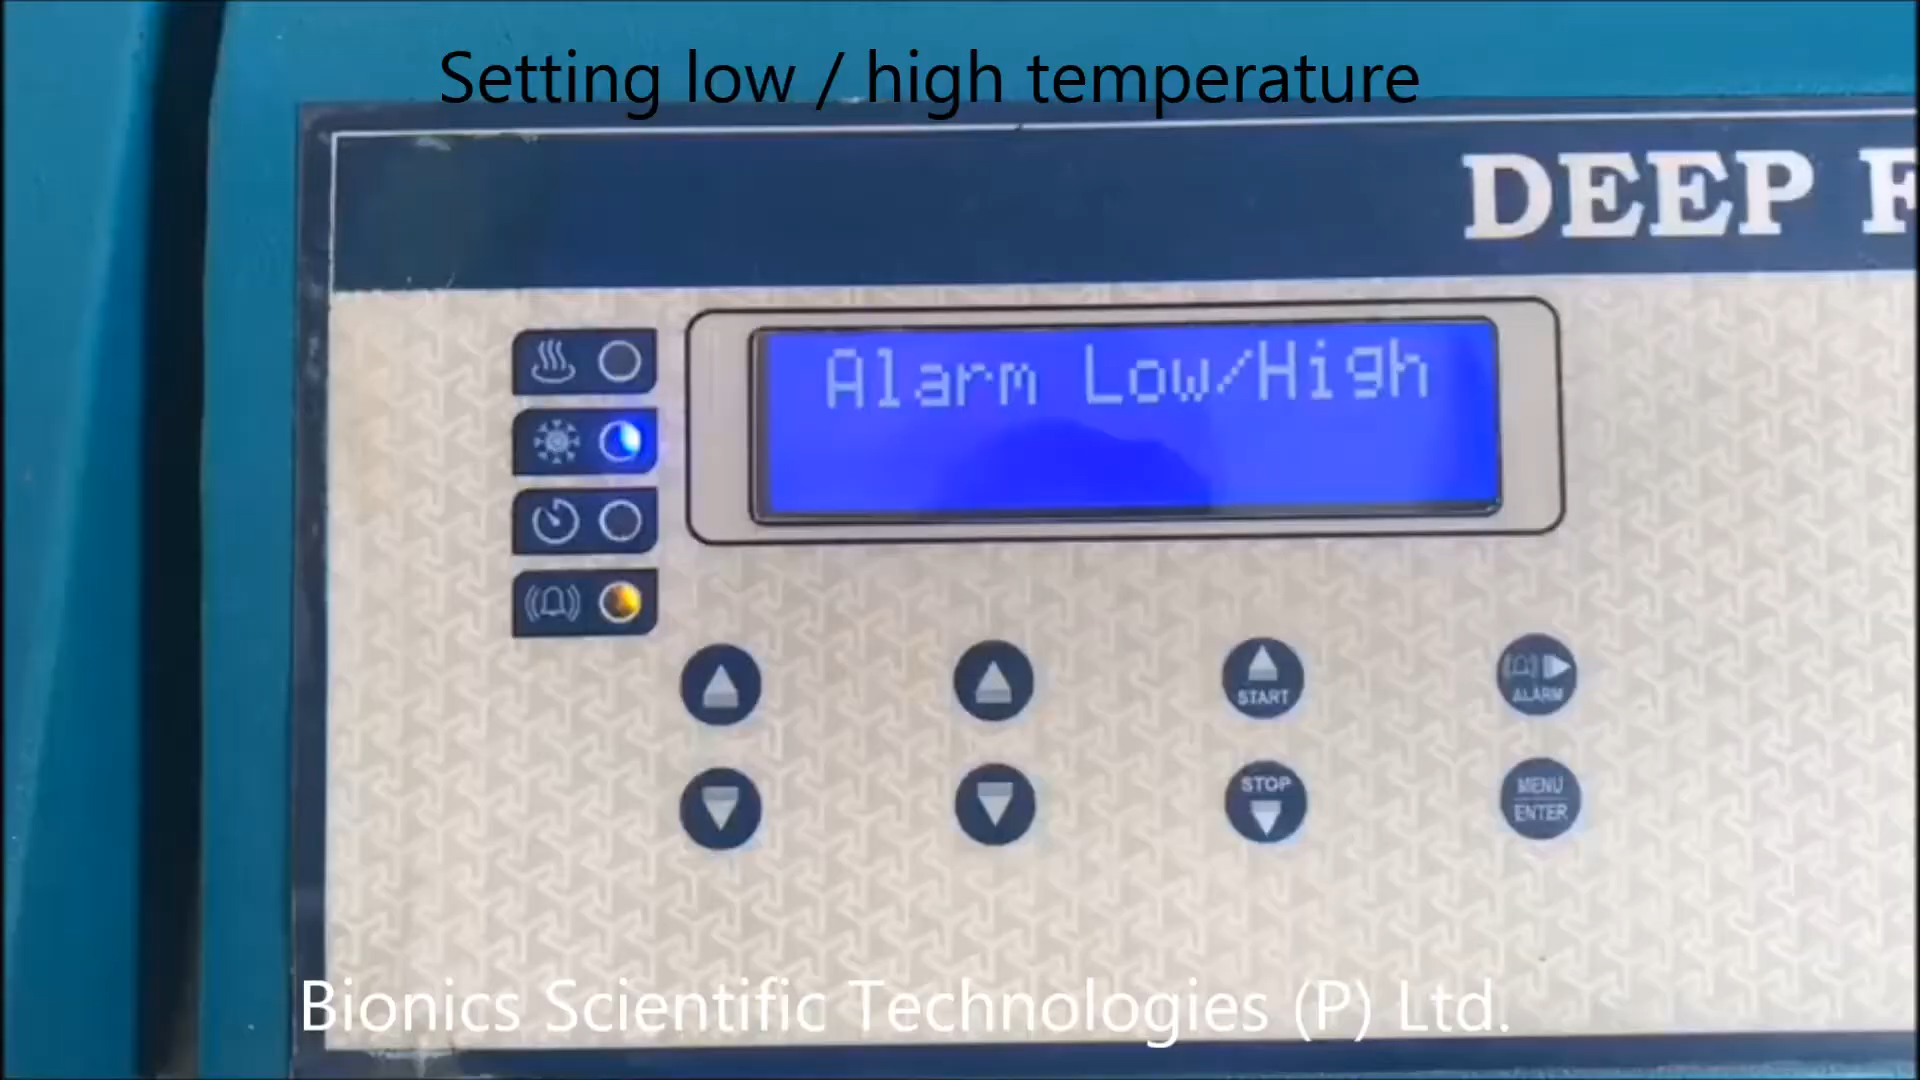 Setting low / high temperature
DEEP F
Alarm Low/High
START
ALARM
STOP
MENU
ENTER
Bionics Scientific Technologies (P) Ltd.